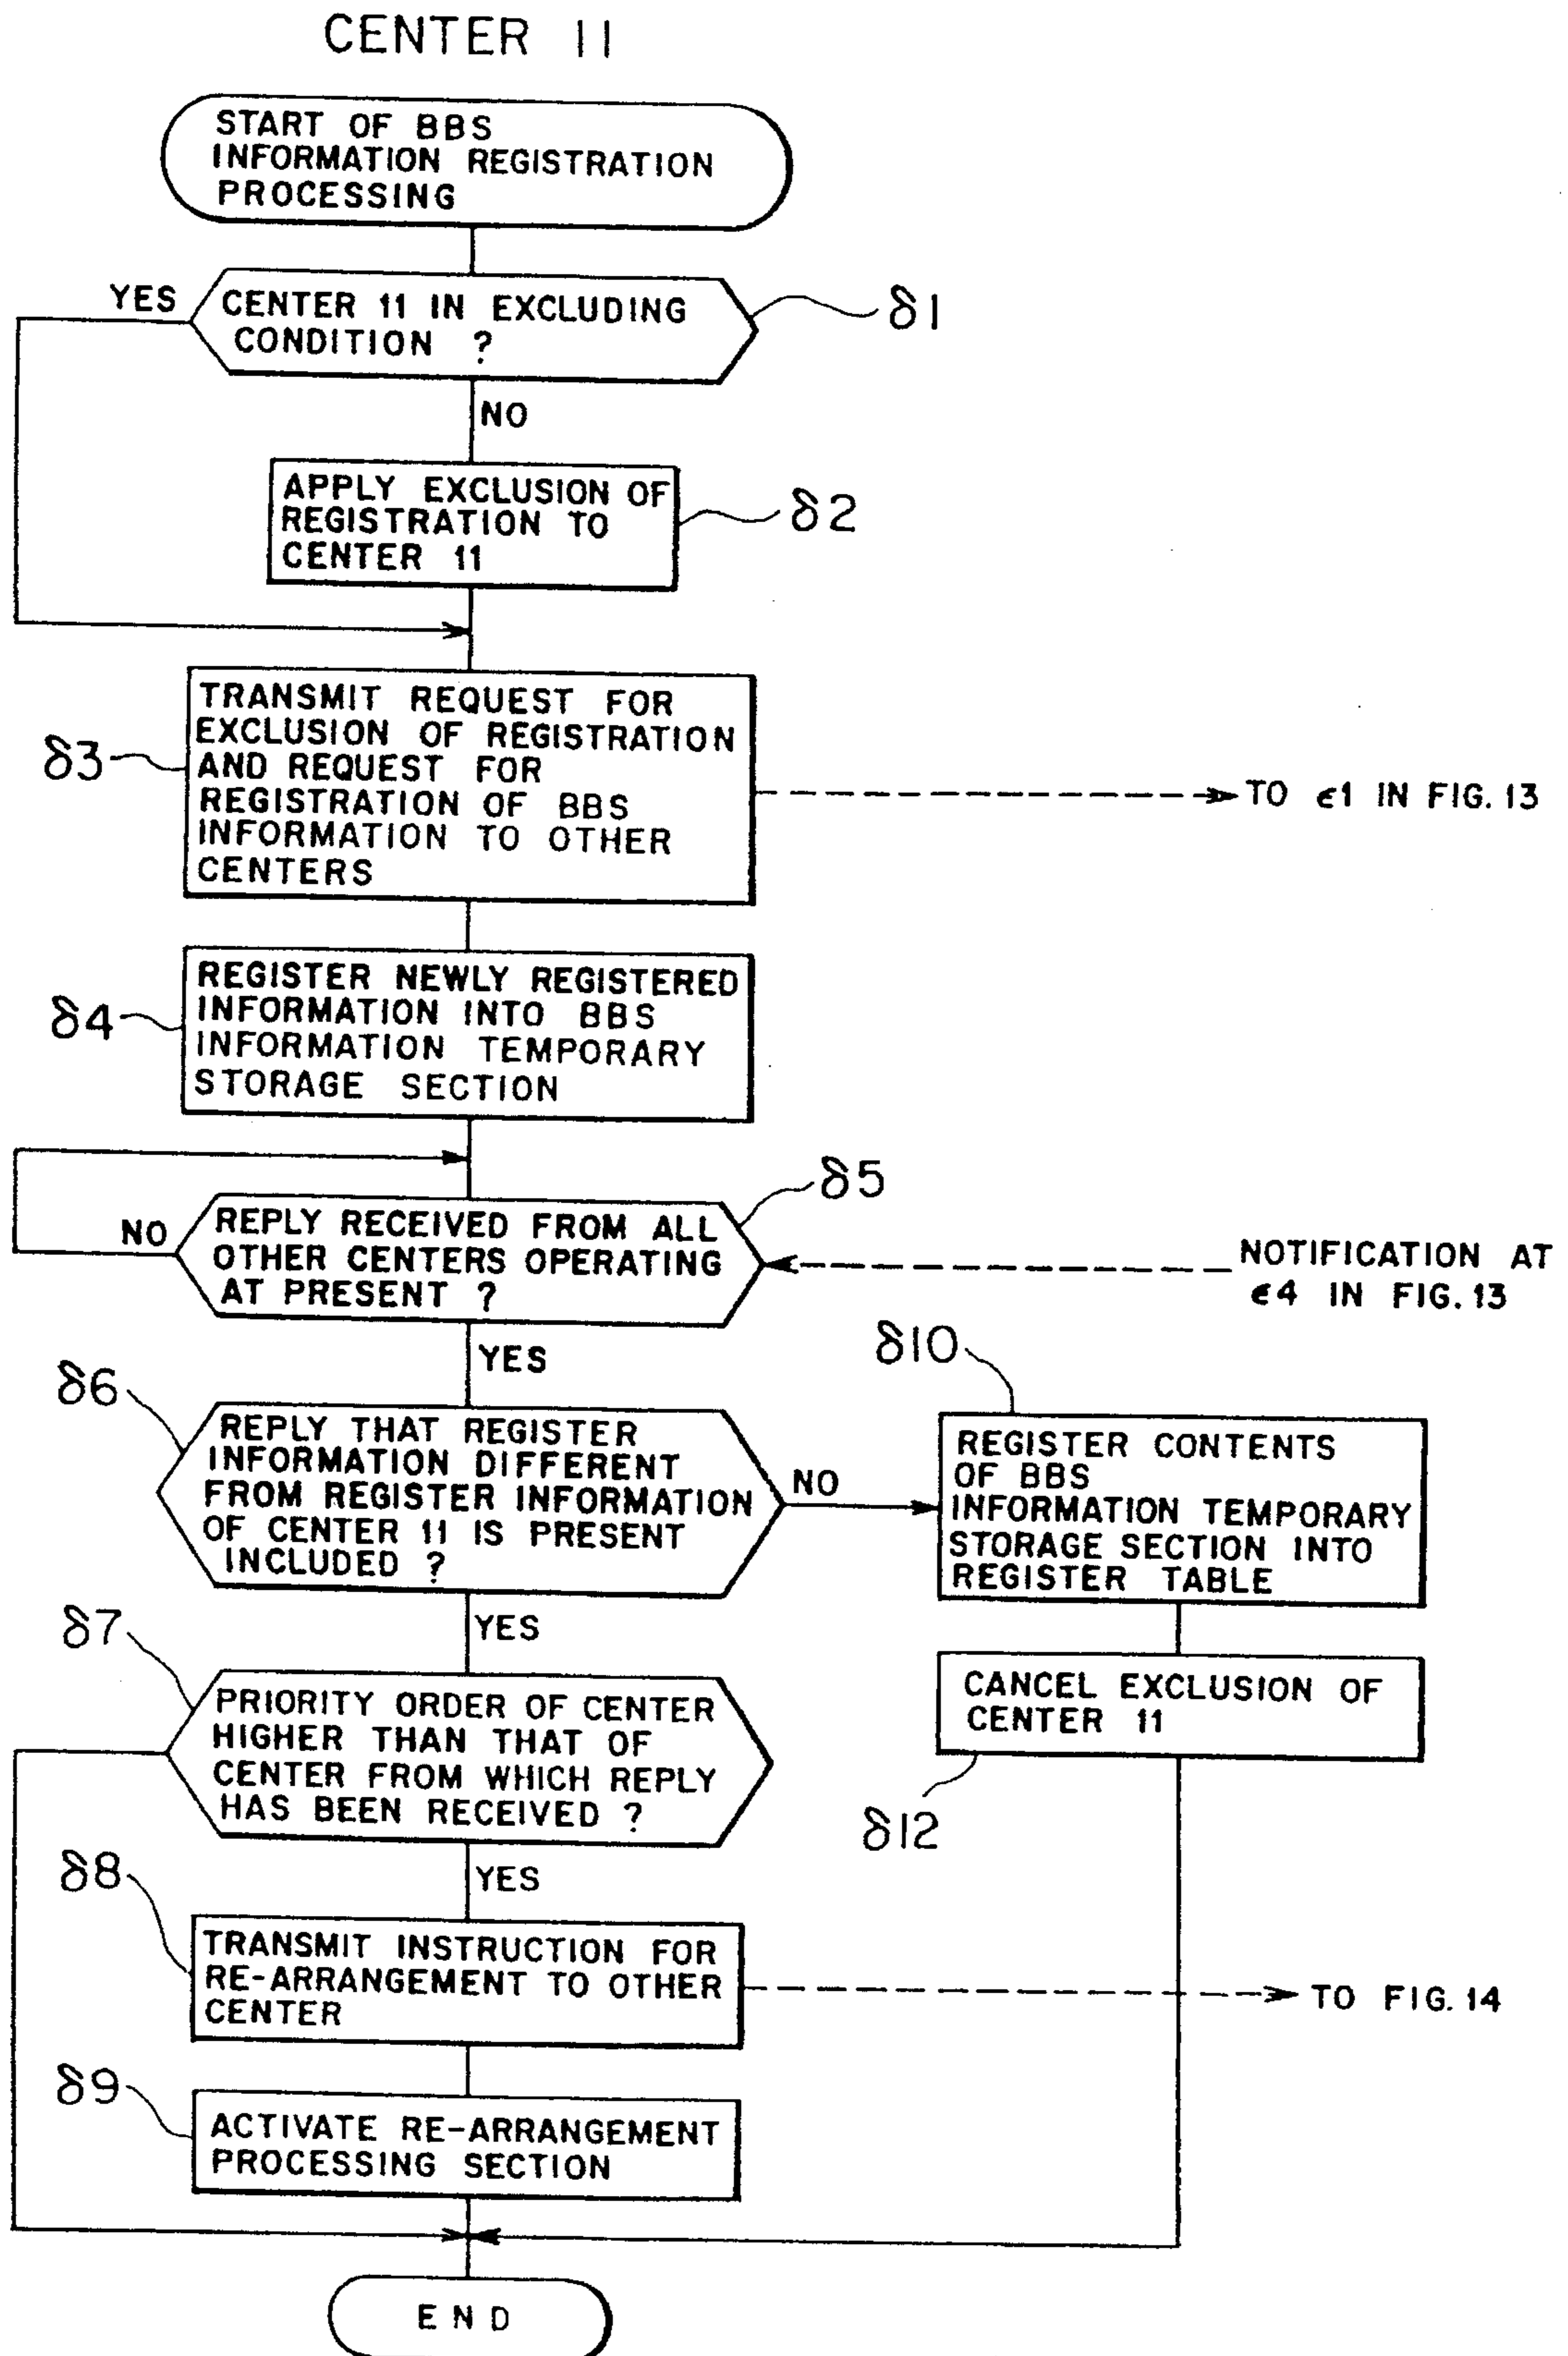 CENTER 11
START OF BBS
INFORMATION REGISTRATION
PROCESSING
YES
CENTER 11 IN EXCLUDING
CONDITION ?
δ1
NO
APPLY EXCLUSION OF
REGISTRATION TO
CENTER 11
δ2
TRANSMIT REQUEST FOR
EXCLUSION OF REGISTRATION
AND REQUEST FOR
REGISTRATION OF BBS
INFORMATION TO OTHER
CENTERS
δ3
TO ϵ1 IN FIG. 13
REGISTER NEWLY REGISTERED
INFORMATION INTO BBS
INFORMATION TEMPORARY
STORAGE SECTION
δ4
δ5
NO
REPLY RECEIVED FROM ALL
OTHER CENTERS OPERATING
AT PRESENT ?
NOTIFICATION AT
ϵ4 IN FIG. 13
YES
δ6
REPLY THAT REGISTER
INFORMATION DIFFERENT
FROM REGISTER INFORMATION
OF CENTER 11 IS PRESENT
INCLUDED ?
NO
δ10
REGISTER CONTENTS
OF BBS
INFORMATION TEMPORARY
STORAGE SECTION INTO
REGISTER TABLE
YES
CANCEL EXCLUSION OF
CENTER 11
δ12
δ7
PRIORITY ORDER OF CENTER
HIGHER THAN THAT OF
CENTER FROM WHICH REPLY
HAS BEEN RECEIVED ?
YES
δ8
TRANSMIT INSTRUCTION FOR
RE-ARRANGEMENT TO OTHER
CENTER
TO FIG. 14
δ9
ACTIVATE RE-ARRANGEMENT
PROCESSING SECTION
END